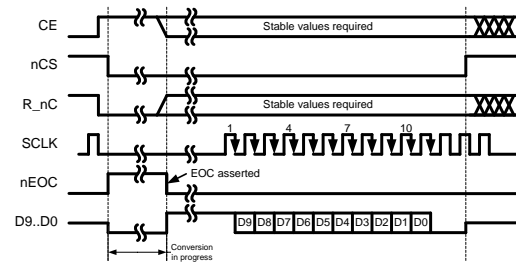 CE
Stable values required
nCS
R_nC
Stable values required
SCLK
1 4 7 10
nEOC
EOC asserted
D9..D0
D9 D8 D7 D6 D5 D4 D3 D2 D1 D0
Conversion
in progress